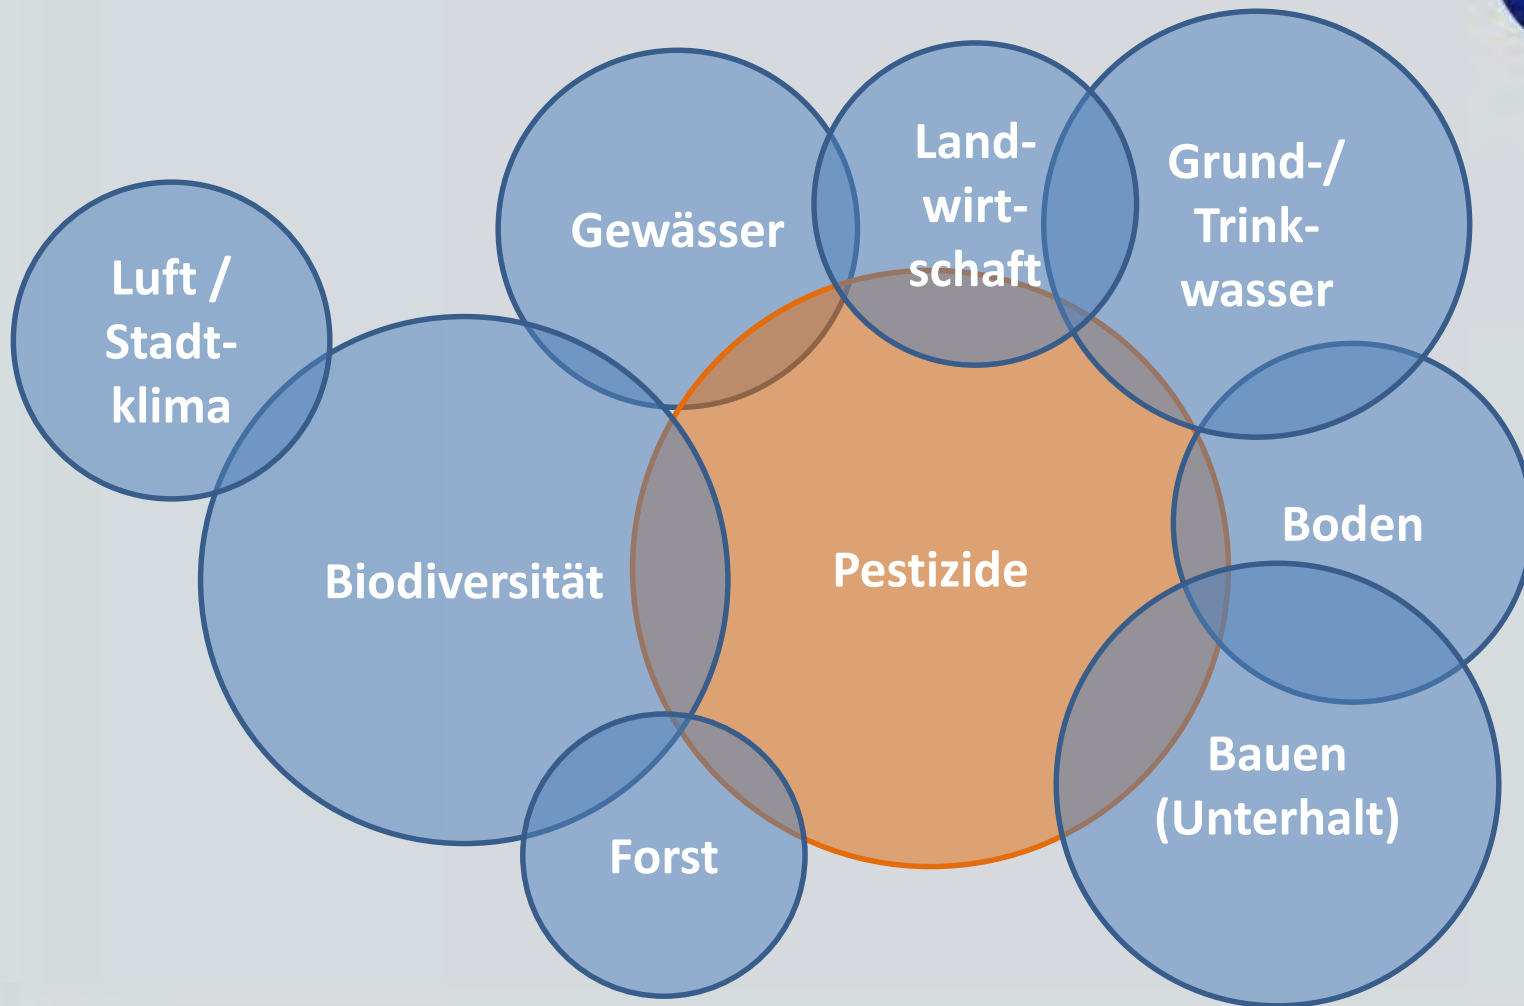 Luft /
Stadt-
klima
Gewässer
Land-
wirt-
schaft
Grund-/
Trink-
wasser
Biodiversität
Pestizide
Boden
Forst
Bauen
(Unterhalt)